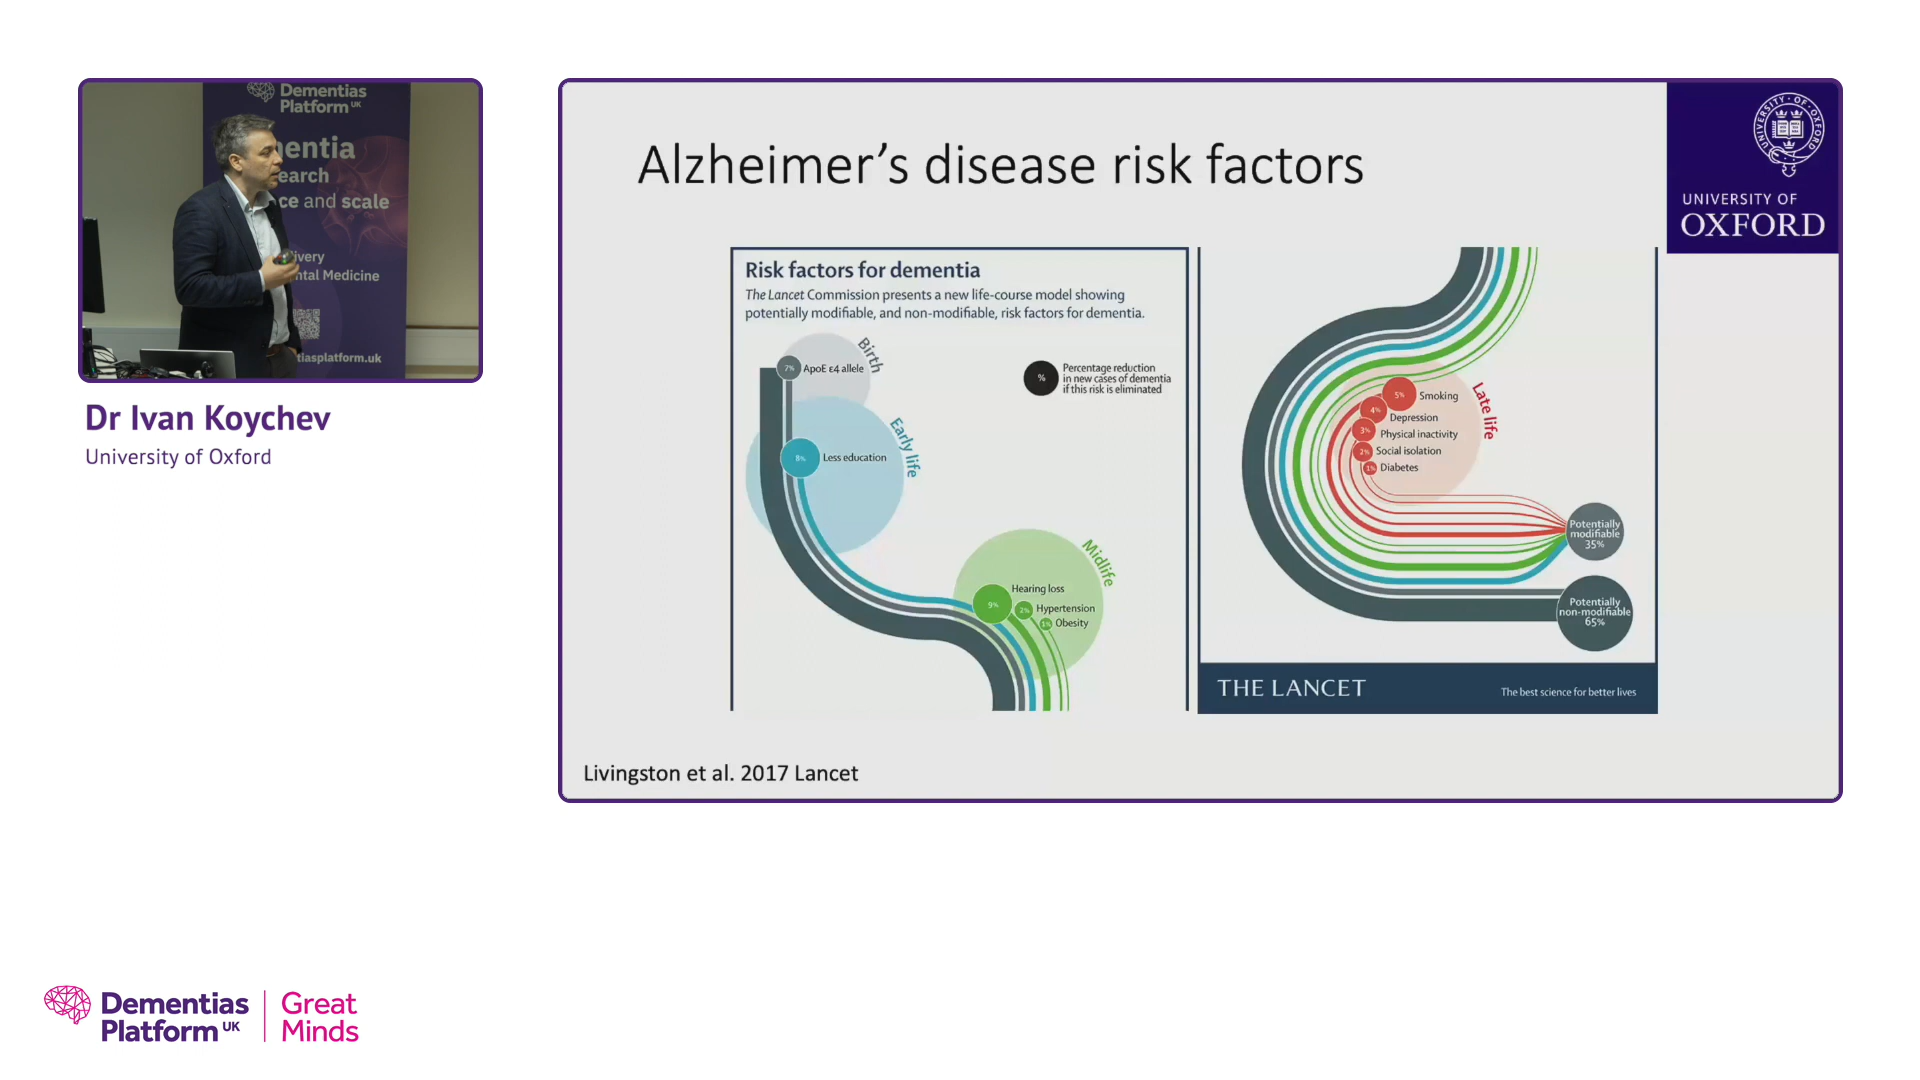 Dementias
Platform UK
entia
earch
ce and scale
ivery
ntal Medicine
tiasplatform.uk
Dr Ivan Koychev
University of Oxford
Alzheimer’s disease risk factors
UNIVERSITY·OF·OXFORD
UNIVERSITY OF
OXFORD
Risk factors for dementia
The Lancet Commission presents a new life-course model showing
potentially modifiable, and non-modifiable, risk factors for dementia.
Birth
7%
ApoE ε4 allele
%
Percentage reduction
in new cases of dementia
if this risk is eliminated
Early life
8%
Less education
Midlife
9%
Hearing loss
2%
Hypertension
1%
Obesity
Late life
5%
Smoking
4%
Depression
3%
Physical inactivity
2%
Social isolation
1%
Diabetes
Potentially
modifiable
35%
Potentially
non-modifiable
65%
THE LANCET
The best science for better lives
Livingston et al. 2017 Lancet
Dementias
Platform UK
Great
Minds